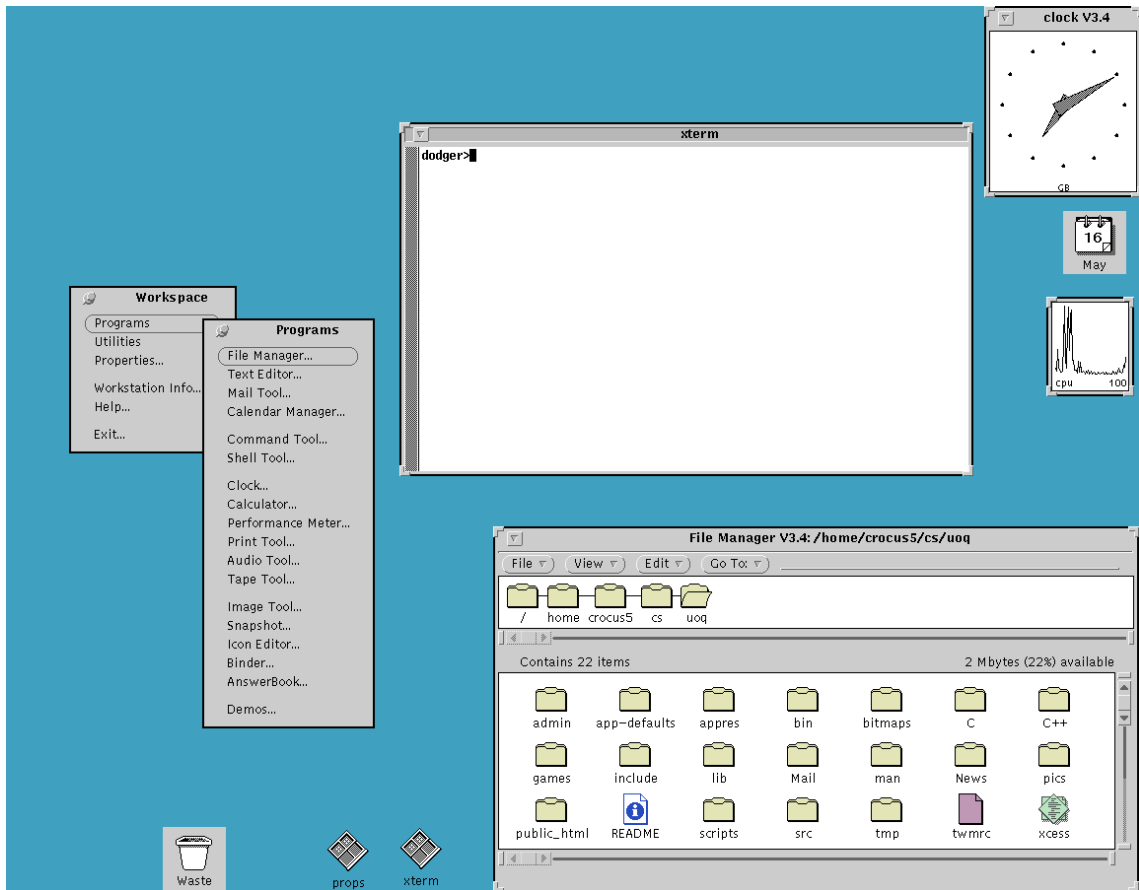 clock V3.4
GB
16
May
cpu 100
xterm
dodger>
Workspace
Programs
Utilities
Properties...
Workstation Info...
Help...
Exit...
Programs
File Manager...
Text Editor...
Mail Tool...
Calendar Manager...
Command Tool...
Shell Tool...
Clock...
Calculator...
Performance Meter...
Print Tool...
Audio Tool...
Tape Tool...
Image Tool...
Snapshot...
Icon Editor...
Binder...
AnswerBook...
Demos...
File Manager V3.4: /home/crocus5/cs/uoq
File View Edit Go To:
/ home crocus5 cs uoq
Contains 22 items 2 Mbytes (22%) available
admin app-defaults appres bin bitmaps C C++
games include lib Mail man News pics
public_html README scripts src tmp twmrc xcess
Waste props xterm